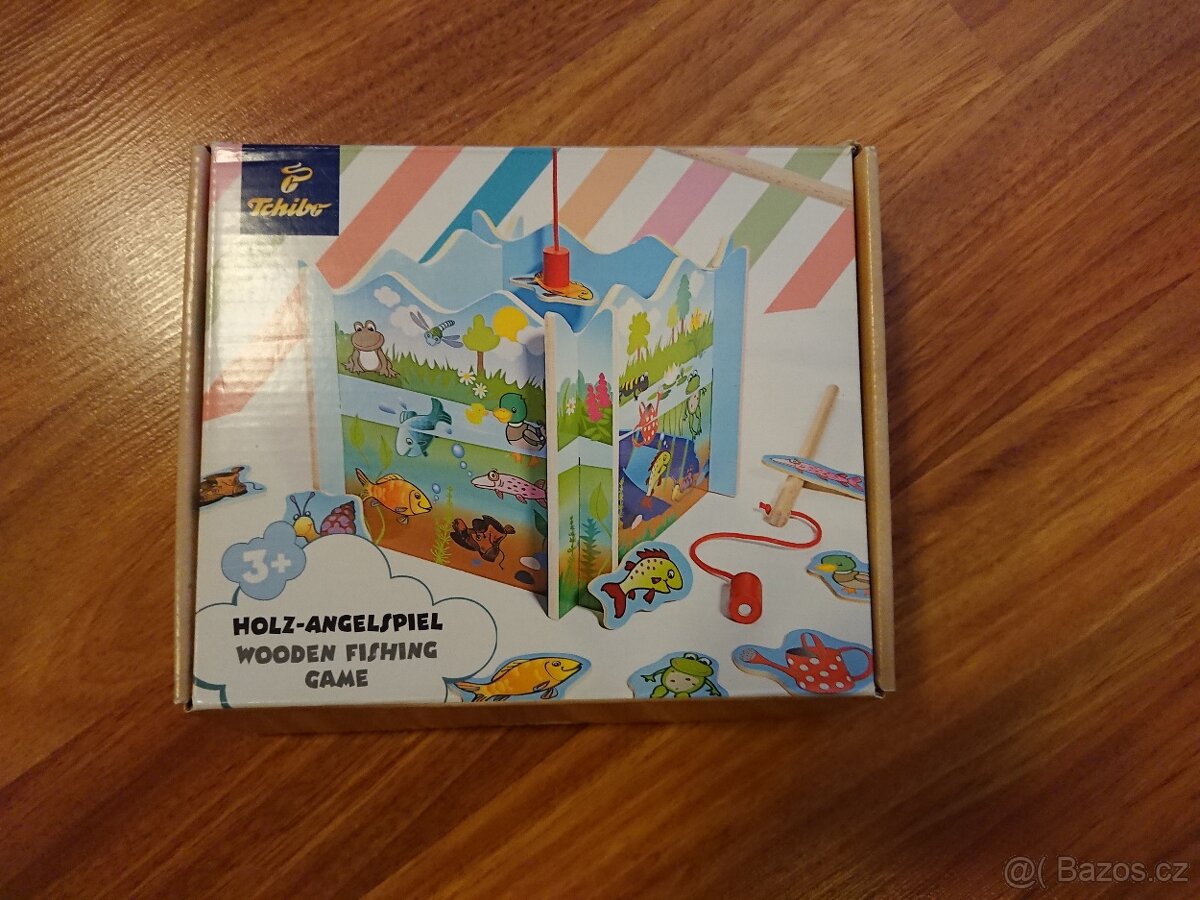 Tchibo
3+
HOLZ-ANGELSPIEL
WOODEN FISHING
GAME
@( Bazos.cz